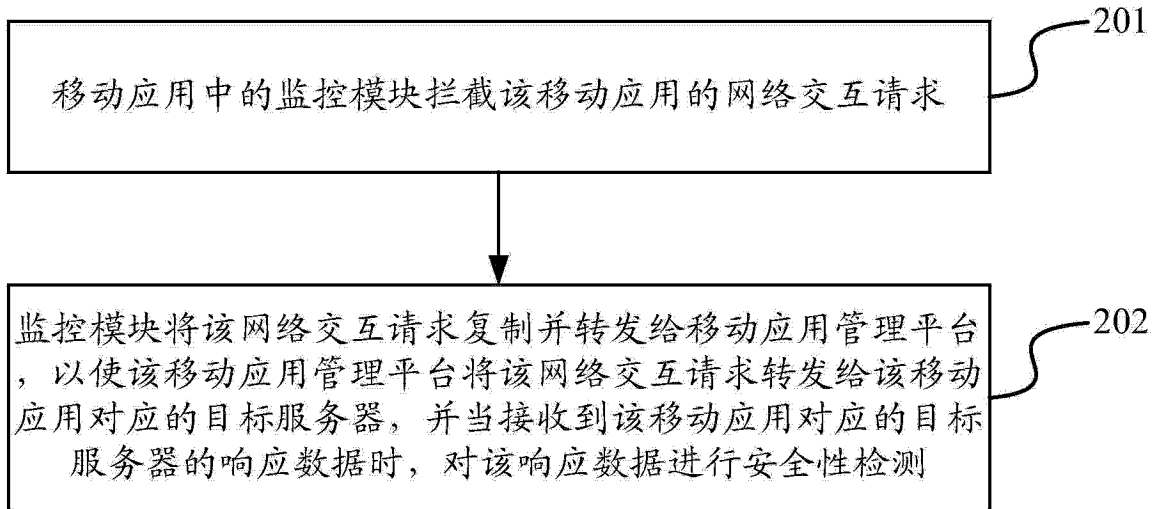 201
移动应用中的监控模块拦截该移动应用的网络交互请求
监控模块将该网络交互请求复制并转发给移动应用管理平台
，以使该移动应用管理平台将该网络交互请求转发给该移动
应用对应的目标服务器，并当接收到该移动应用对应的目标
服务器的响应数据时，对该响应数据进行安全性检测
202